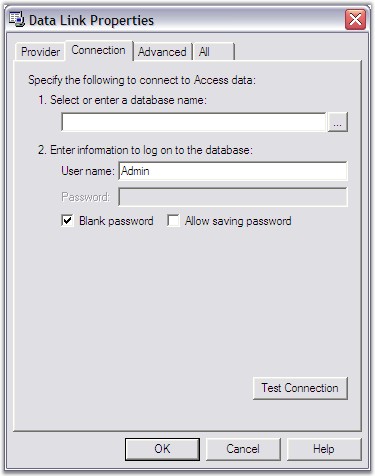 Data Link Properties
Provider Connection Advanced All
Specify the following to connect to Access data:
1. Select or enter a database name:
...
2. Enter information to log on to the database:
User name: Admin
Password:
Blank password Allow saving password
Test Connection
OK Cancel Help